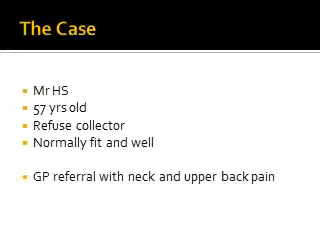 The Case
Mr HS
57 yrs old
Refuse collector
Normally fit and well
GP referral with neck and upper back pain